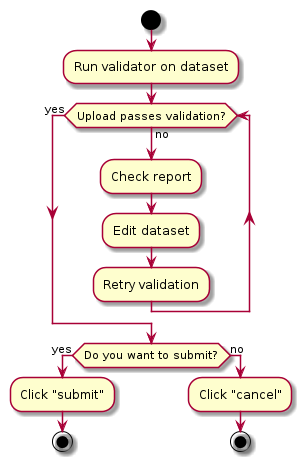 Run validator on dataset
yes
Upload passes validation?
no
Check report
Edit dataset
Retry validation
yes
Do you want to submit?
no
Click "submit"
Click "cancel"